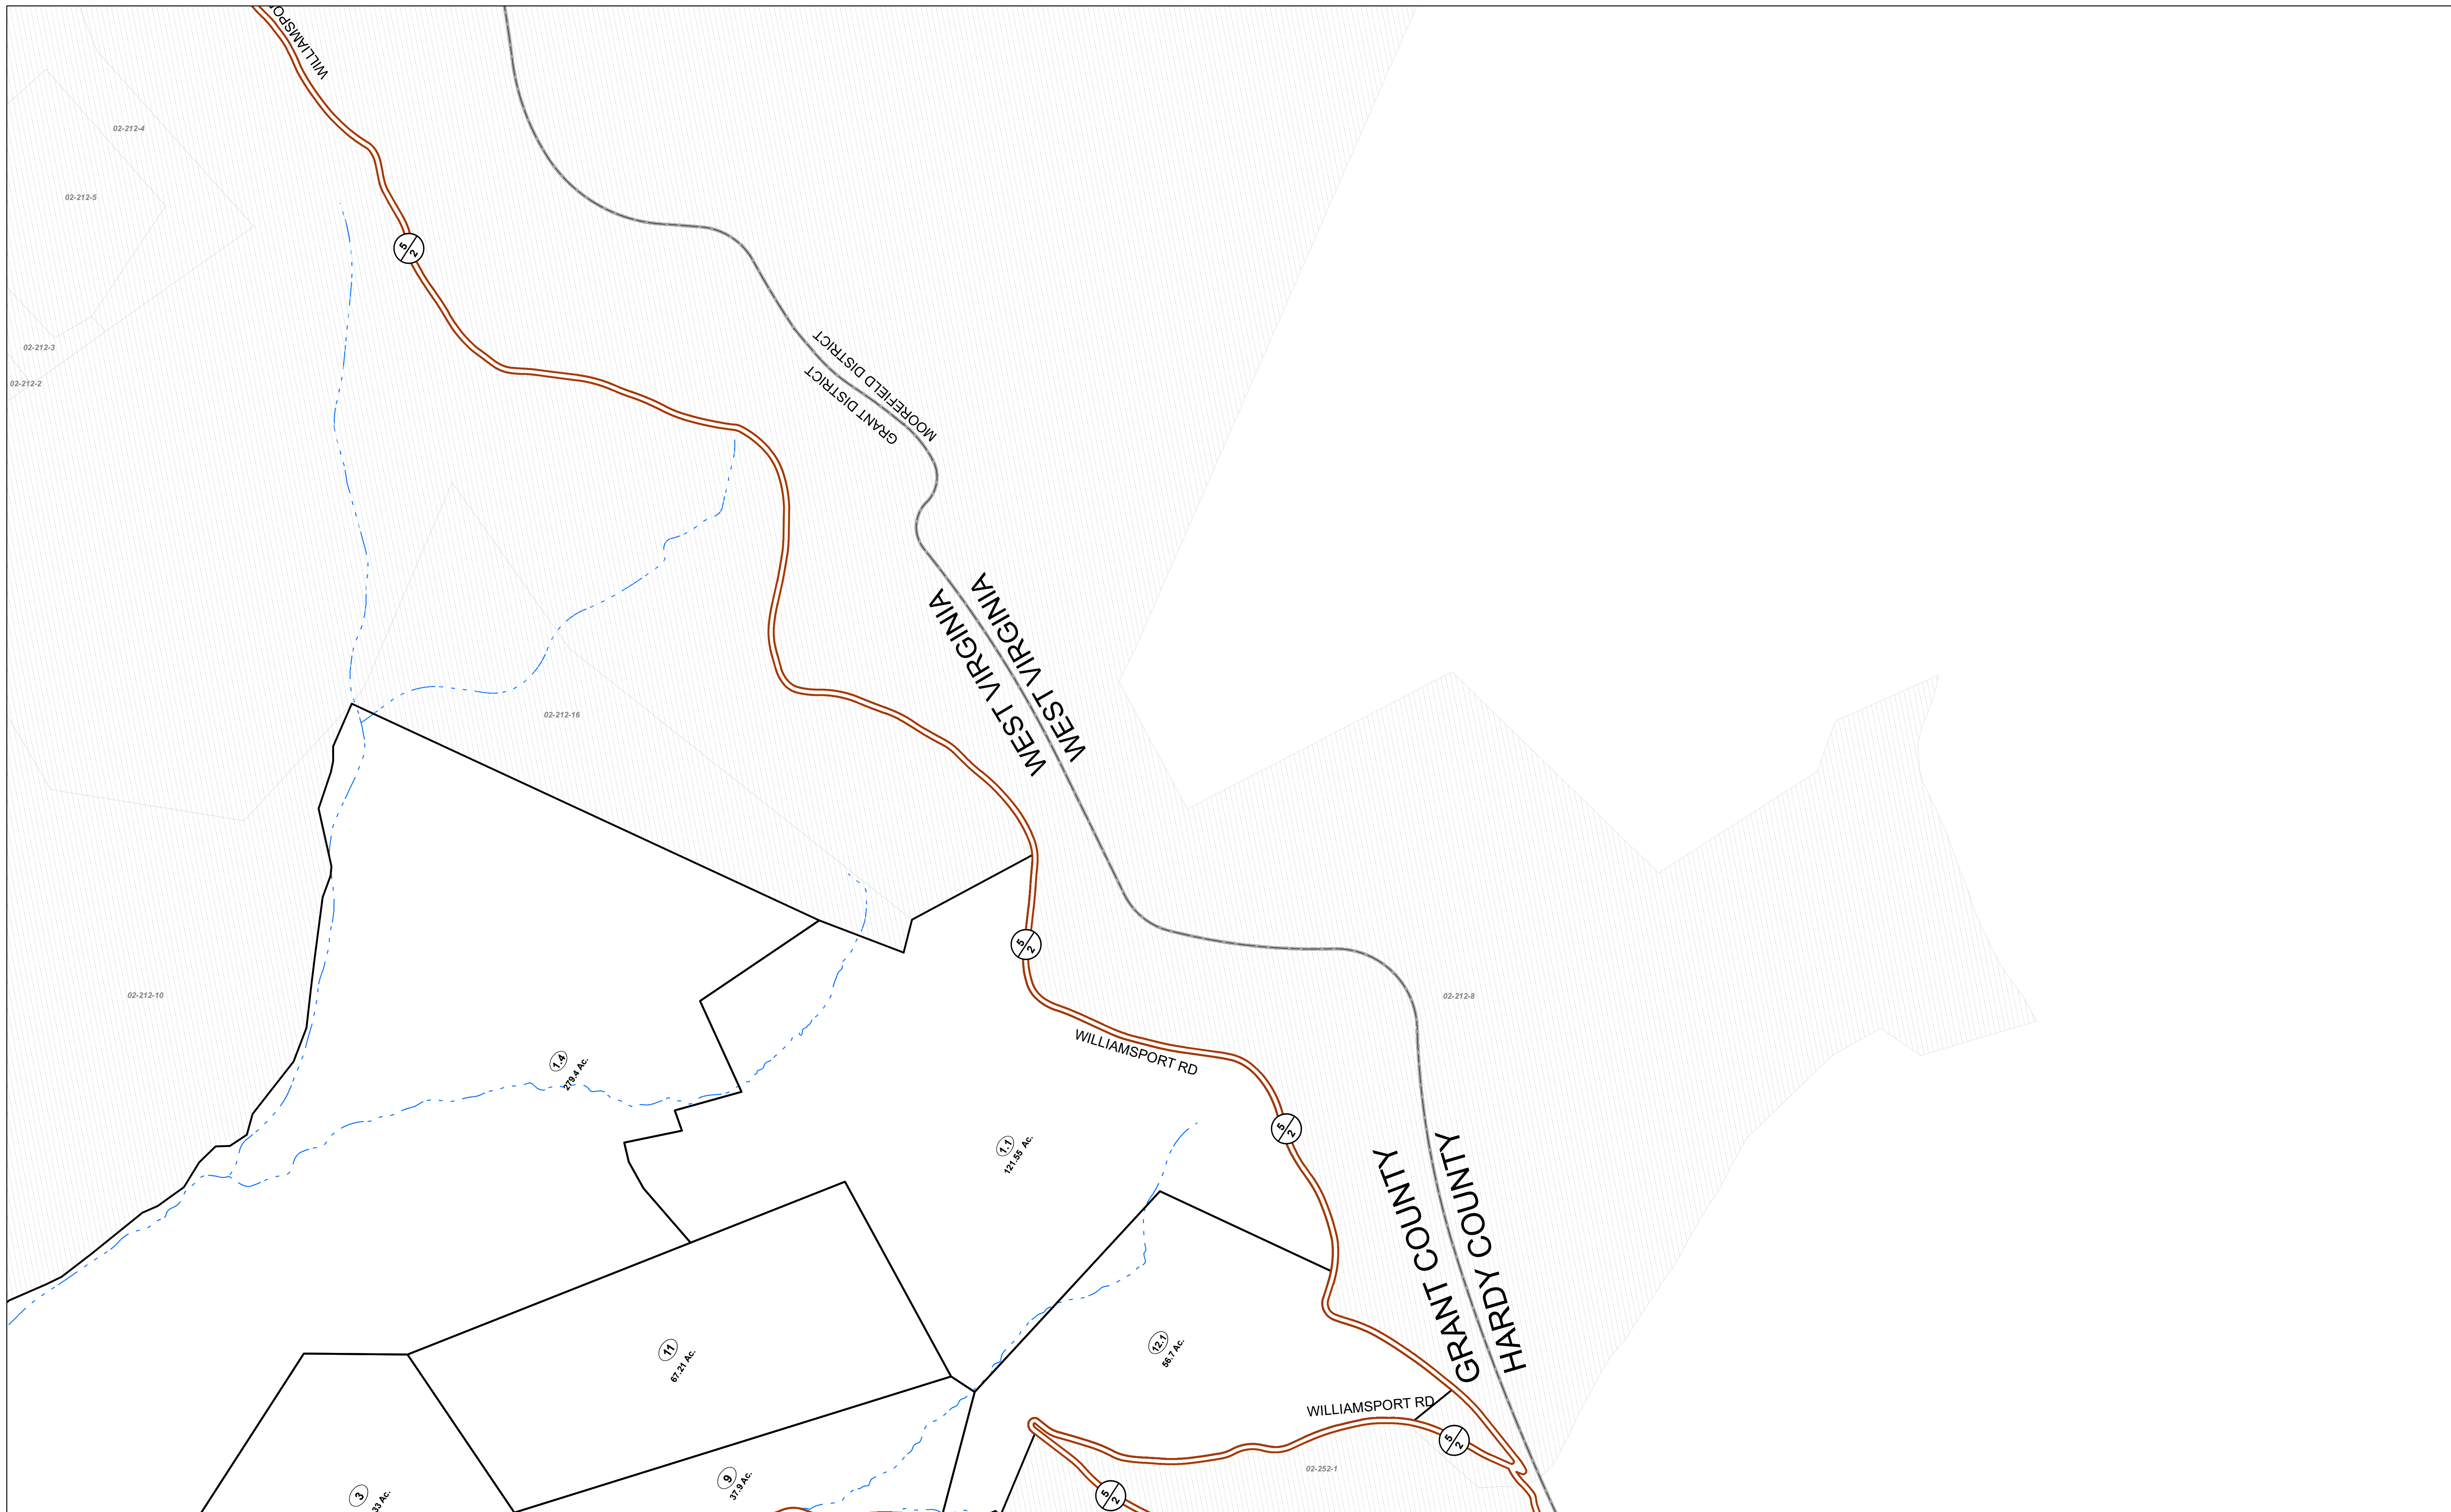 WILLIAMSPO
02-212-4
02-212-5
5
2
02-212-3
02-212-2
MOOREFIELD DISTRICT
GRANT DISTRICT
WEST VIRGINIA
WEST VIRGINIA
02-212-16
5
2
02-212-10
02-212-8
WILLIAMSPORT RD
1.4
279.4 Ac.
5
2
1.1
121.55 Ac.
GRANT COUNTY
HARDY COUNTY
11
67.21 Ac.
12.1
56.7 Ac.
WILLIAMSPORT RD
5
2
02-252-1
9
37.9 Ac.
3
33 Ac.
5
2